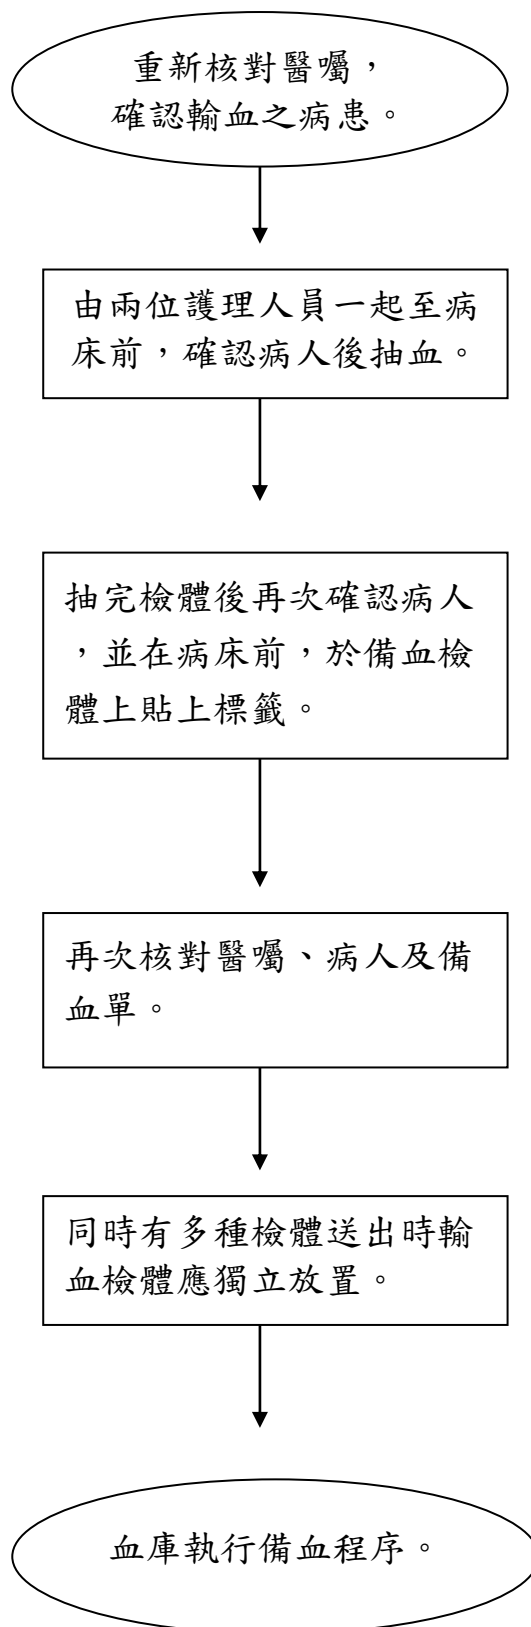 重新核對醫囑，
確認輸血之病患。
由兩位護理人員一起至病
床前，確認病人後抽血。
抽完檢體後再次確認病人
，並在病床前，於備血檢
體上貼上標籤。
再次核對醫囑、病人及備
血單。
同時有多種檢體送出時輸
血檢體應獨立放置。
血庫執行備血程序。